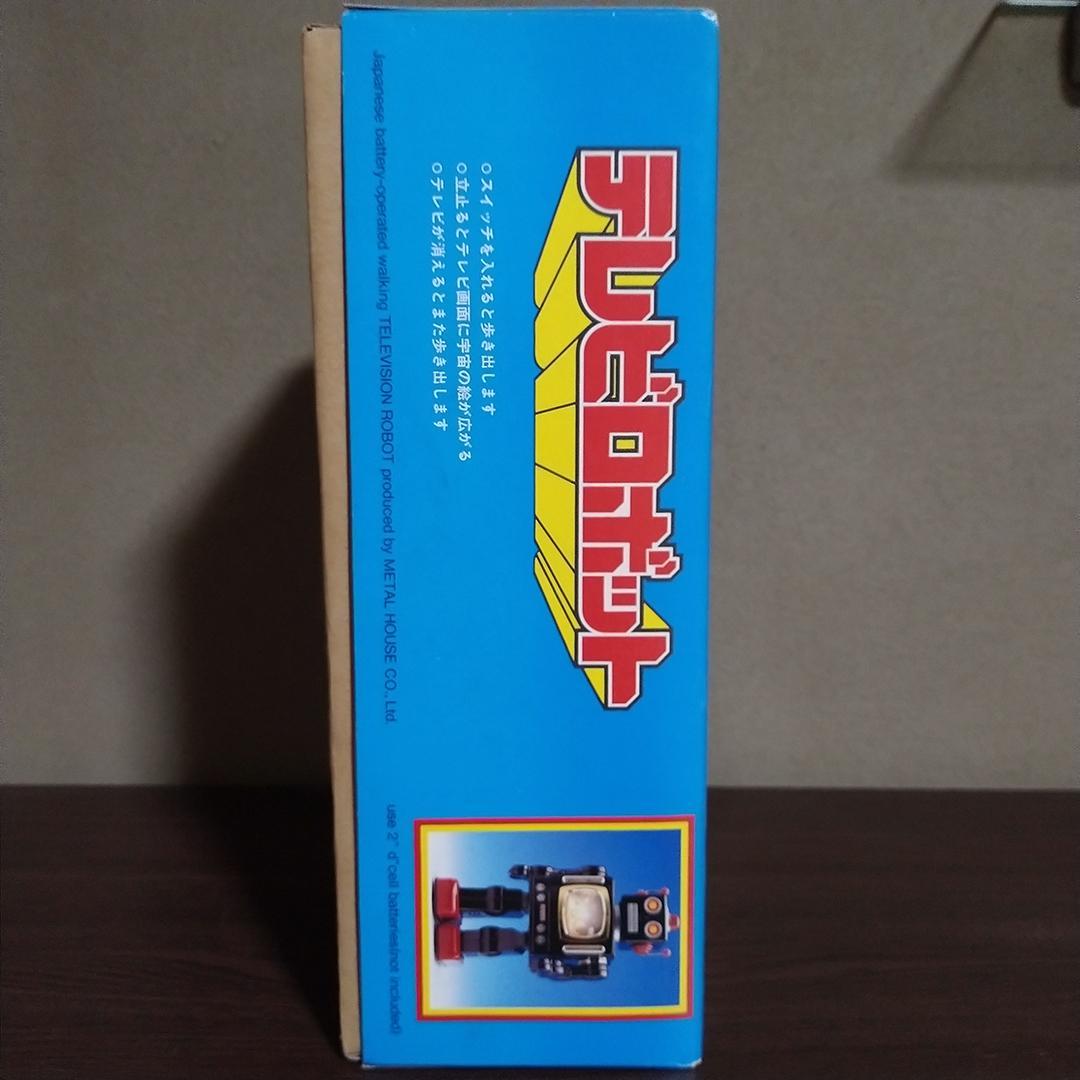 テレビロボット
○スイッチを入れると歩き出します
○立止るとテレビ画面に宇宙の絵が広がる
○テレビが消えるとまた歩き出します
Japanese battery-operated walking TELEVISION ROBOT produced by METAL HOUSE CO., Ltd.
use 2" d"cell batteries(not included)